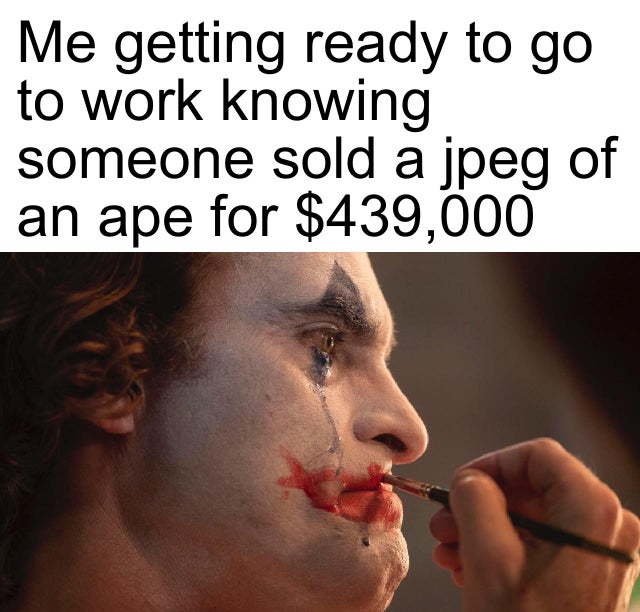 Me getting ready to go
to work knowing
someone sold a jpeg of
an ape for $439,000